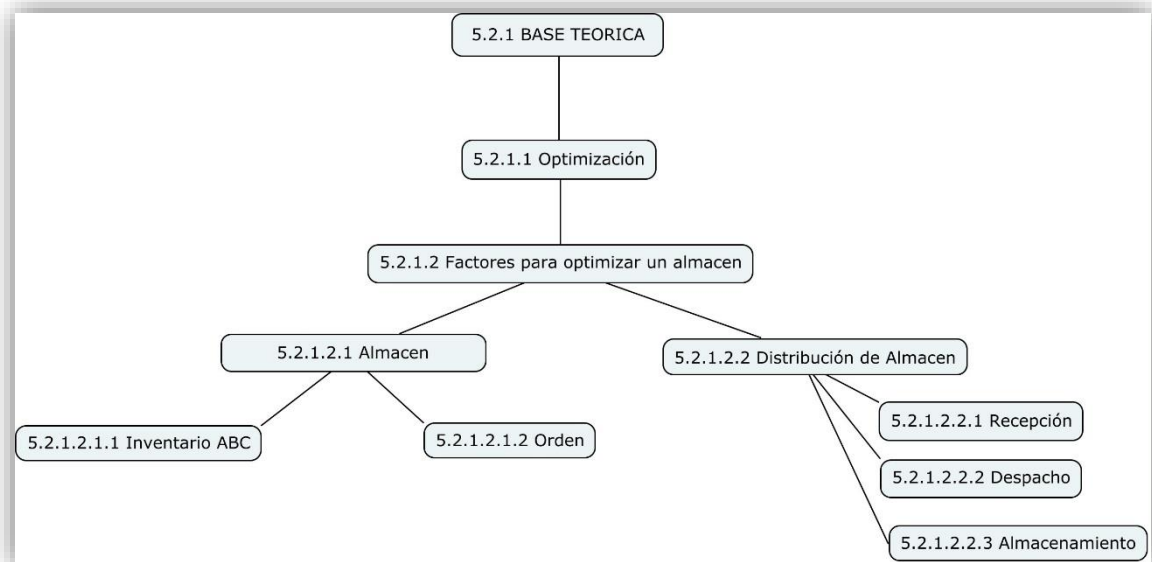 5.2.1 BASE TEORICA
5.2.1.1 Optimización
5.2.1.2 Factores para optimizar un almacen
5.2.1.2.1 Almacen
5.2.1.2.2 Distribución de Almacen
5.2.1.2.1.1 Inventario ABC
5.2.1.2.1.2 Orden
5.2.1.2.2.1 Recepción
5.2.1.2.2.2 Despacho
5.2.1.2.2.3 Almacenamiento